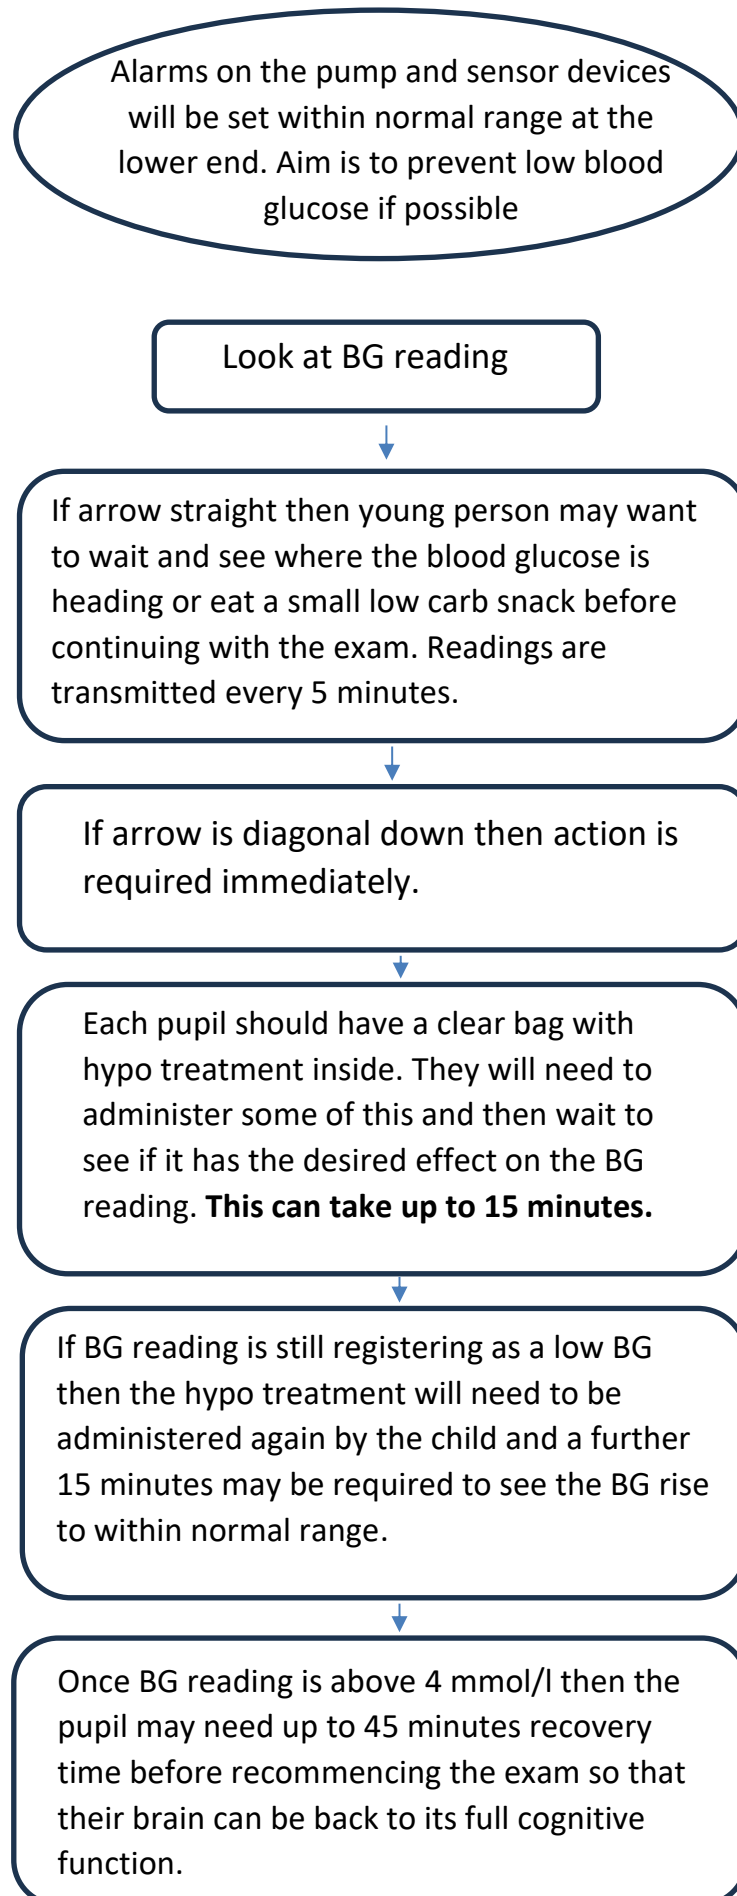 Alarms on the pump and sensor devices
will be set within normal range at the
lower end. Aim is to prevent low blood
glucose if possible
Look at BG reading
If arrow straight then young person may want
to wait and see where the blood glucose is
heading or eat a small low carb snack before
continuing with the exam. Readings are
transmitted every 5 minutes.
If arrow is diagonal down then action is
required immediately.
Each pupil should have a clear bag with
hypo treatment inside. They will need to
administer some of this and then wait to
see if it has the desired effect on the BG
reading. This can take up to 15 minutes.
If BG reading is still registering as a low BG
then the hypo treatment will need to be
administered again by the child and a further
15 minutes may be required to see the BG rise
to within normal range.
Once BG reading is above 4 mmol/l then the
pupil may need up to 45 minutes recovery
time before recommencing the exam so that
their brain can be back to its full cognitive
function.